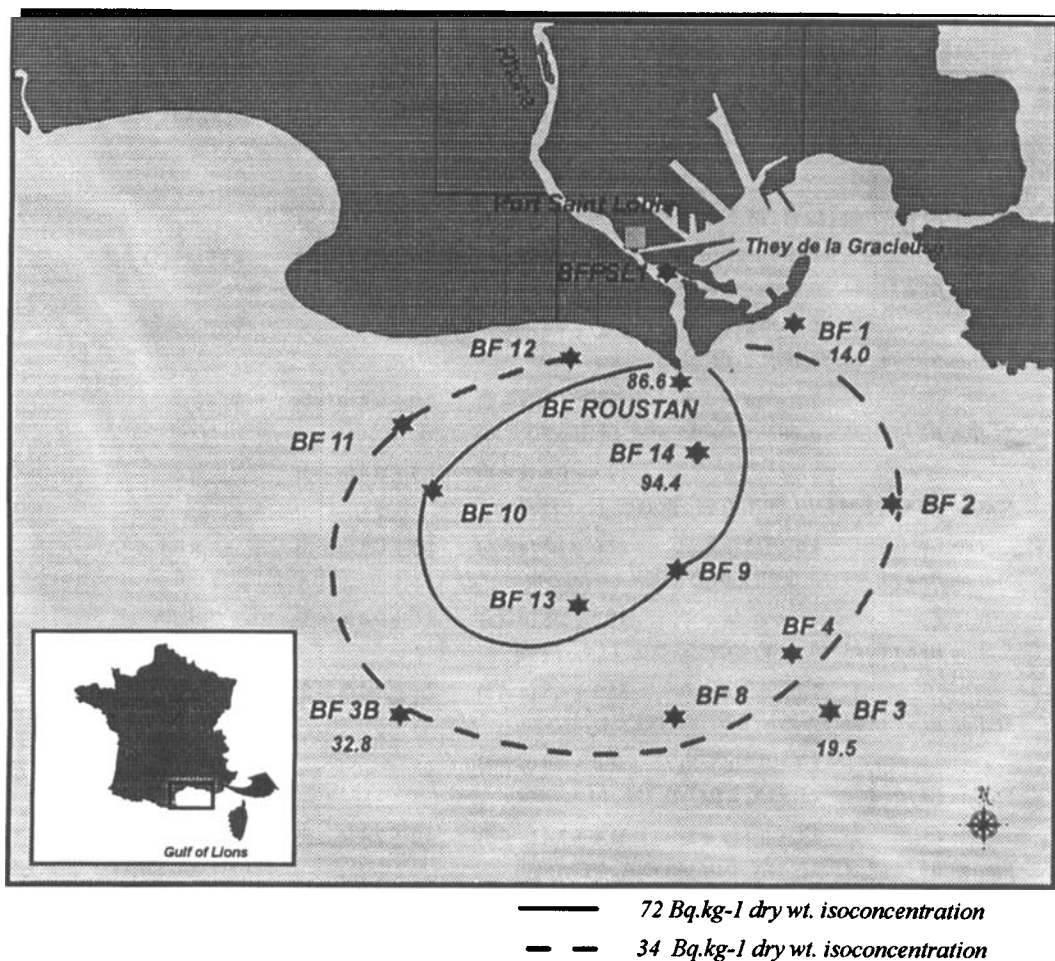 Rhône
Port Saint Louis
They de la Gracieuse
BFPSL1
BF 1
14.0
BF 12
86.6
BF ROUSTAN
BF 11
BF 14
94.4
BF 10
BF 2
BF 9
BF 13
BF 4
BF 3B
32.8
BF 8
BF 3
19.5
N
Gulf of Lions
72 Bq.kg-1 dry wt. isoconcentration
34 Bq.kg-1 dry wt. isoconcentration